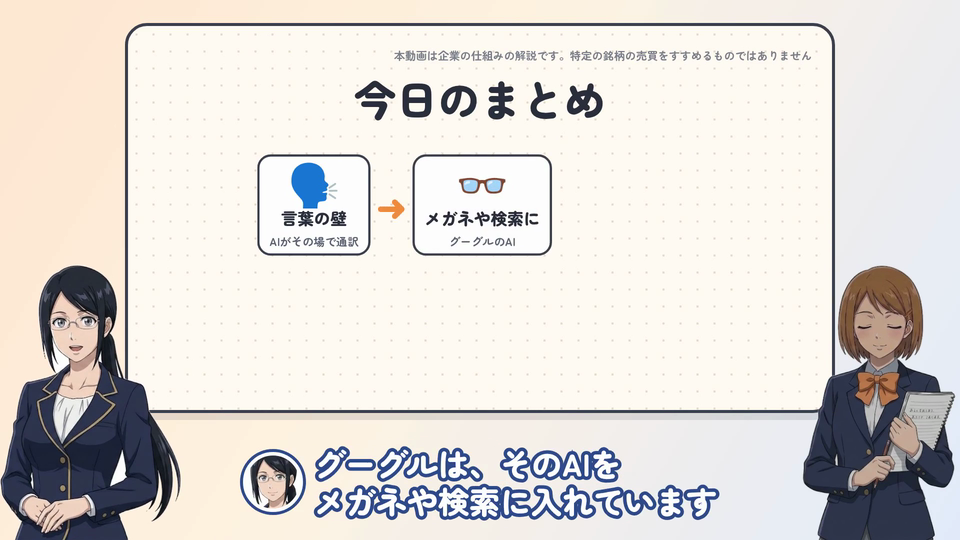 本動画は企業の仕組みの解説です。特定の銘柄の売買をすすめるものではありません
今日のまとめ
言葉の壁
AIがその場で通訳
メガネや検索に
グーグルのAI
グーグルは、そのAIを
メガネや検索に入れています